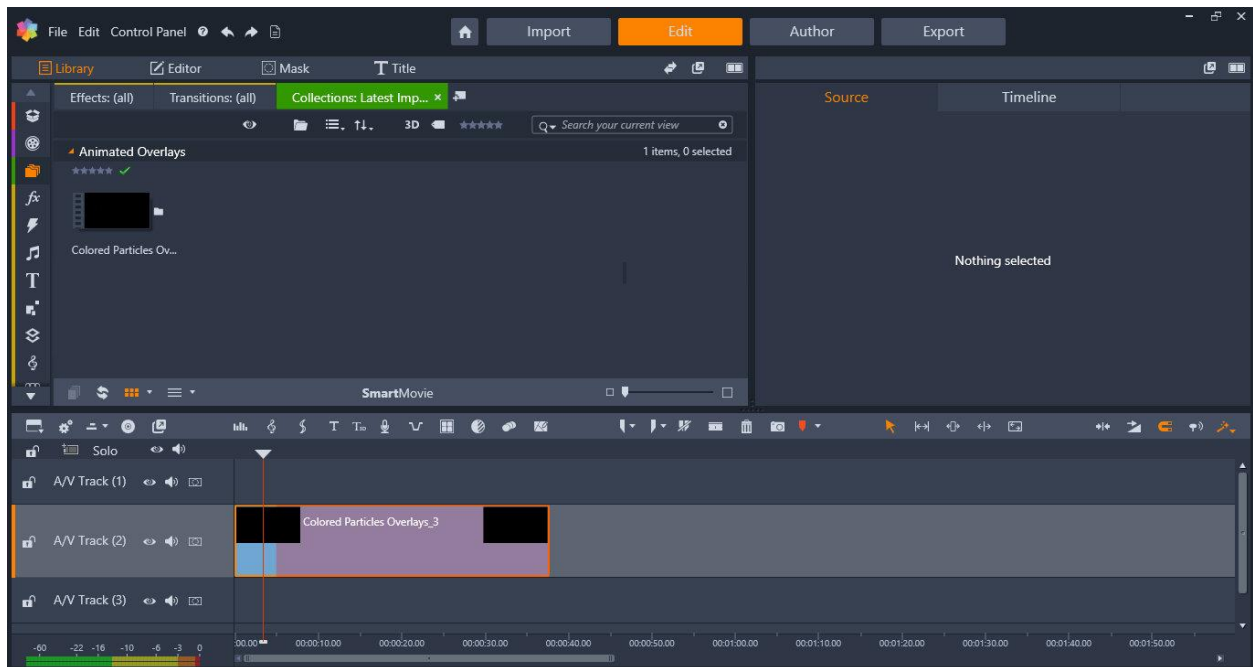 File Edit Control Panel
Import Edit Author Export
Library Editor Mask Title
Effects: (all) Transitions: (all) Collections: Latest Imp... ×
Source Timeline
3D Search your current view
Animated Overlays 1 items, 0 selected
fx
Colored Particles Ov...
Nothing selected
T
SmartMovie
T T
Solo
A/V Track (1)
Colored Particles Overlays_3
A/V Track (2)
A/V Track (3)
:00.00 00:00:10.00 00:00:20.00 00:00:30.00 00:00:40.00 00:00:50.00 00:01:00.00 00:01:10.00 00:01:20.00 00:01:30.00 00:01:40.00 00:01:50.00
-60 -22 -16 -10 -6 -3 0